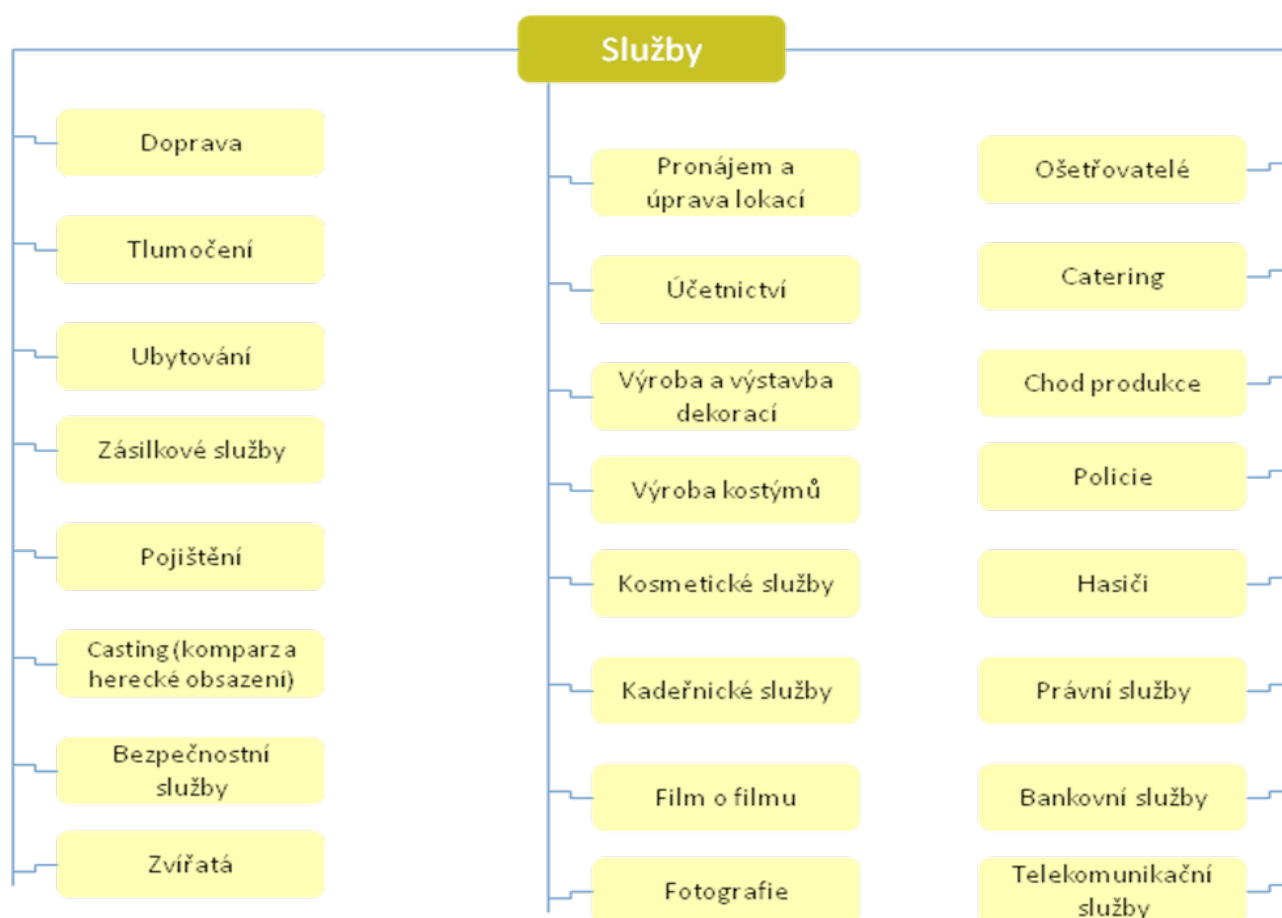 Služby
Doprava
Tlumočení
Ubytování
Zásilkové služby
Pojištění
Casting (komparz a
herecké obsazení)
Bezpečnostní
služby
Zvířatá
Pronájem a
úprava lokací
Účetnictví
Výroba a výstavba
dekorací
Výroba kostýmů
Kosmetické služby
Kadeřnické služby
Film o filmu
Fotografie
Ošetřovatelé
Catering
Chod produkce
Policie
Hasiči
Právní služby
Bankovní služby
Telekomunikační
služby